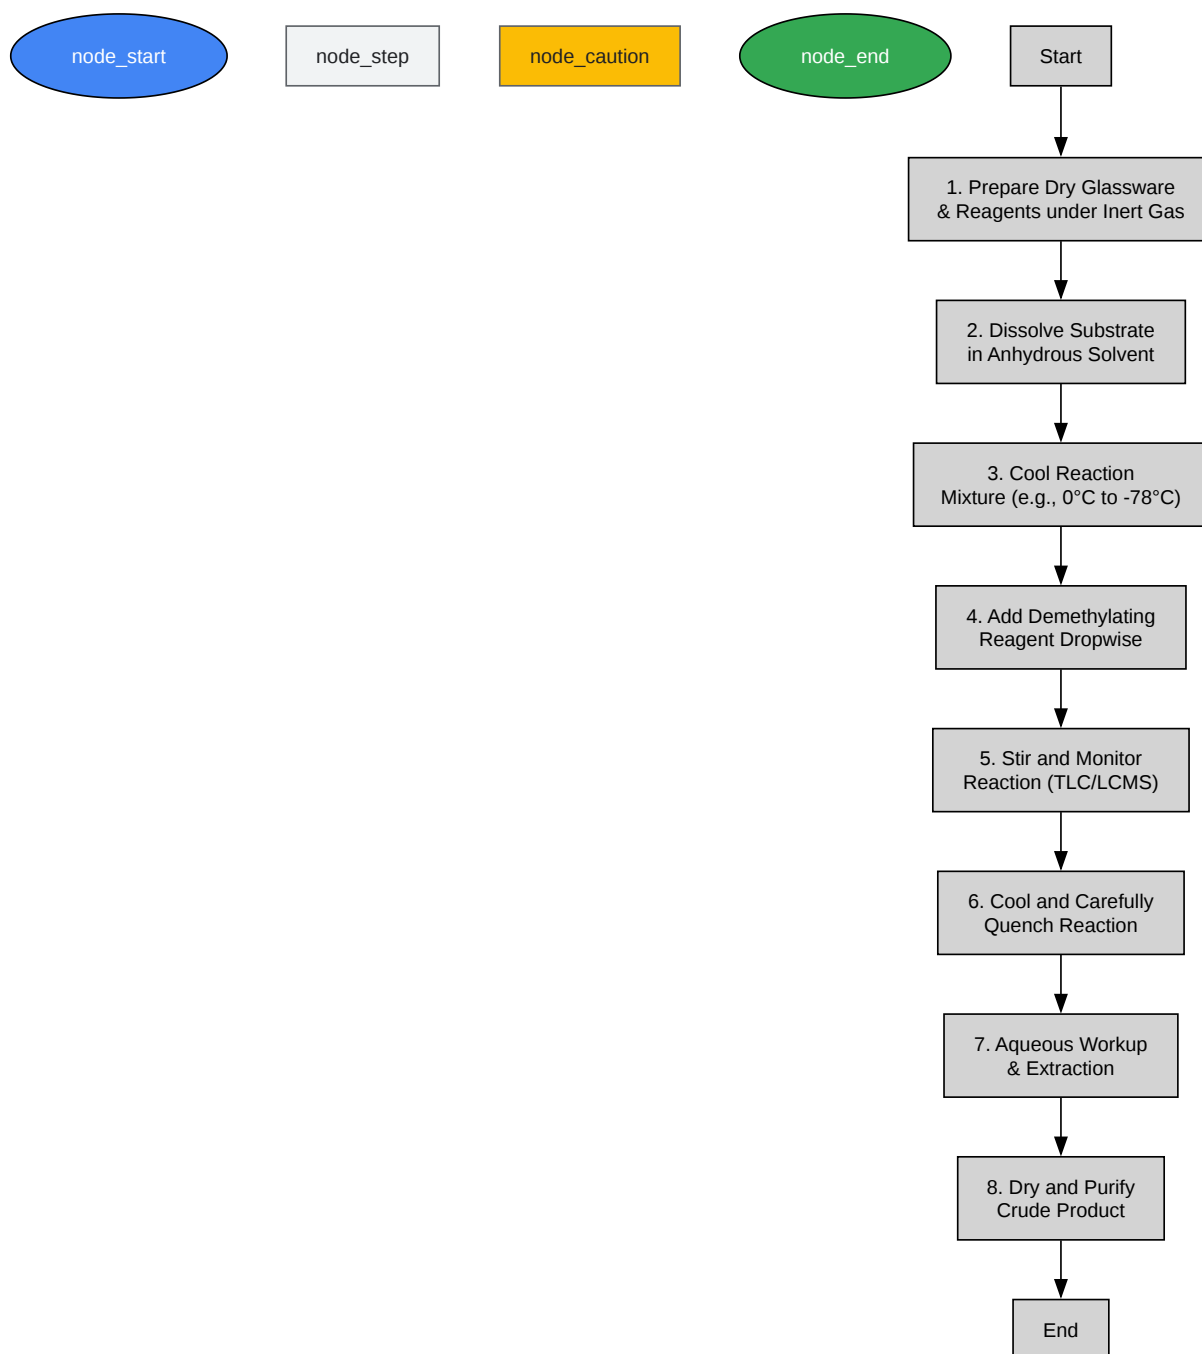 node_start
node_step
node_caution
node_end
Start
1. Prepare Dry Glassware
& Reagents under Inert Gas
2. Dissolve Substrate
in Anhydrous Solvent
3. Cool Reaction
Mixture (e.g., 0°C to -78°C)
4. Add Demethylating
Reagent Dropwise
5. Stir and Monitor
Reaction (TLC/LCMS)
6. Cool and Carefully
Quench Reaction
7. Aqueous Workup
& Extraction
8. Dry and Purify
Crude Product
End